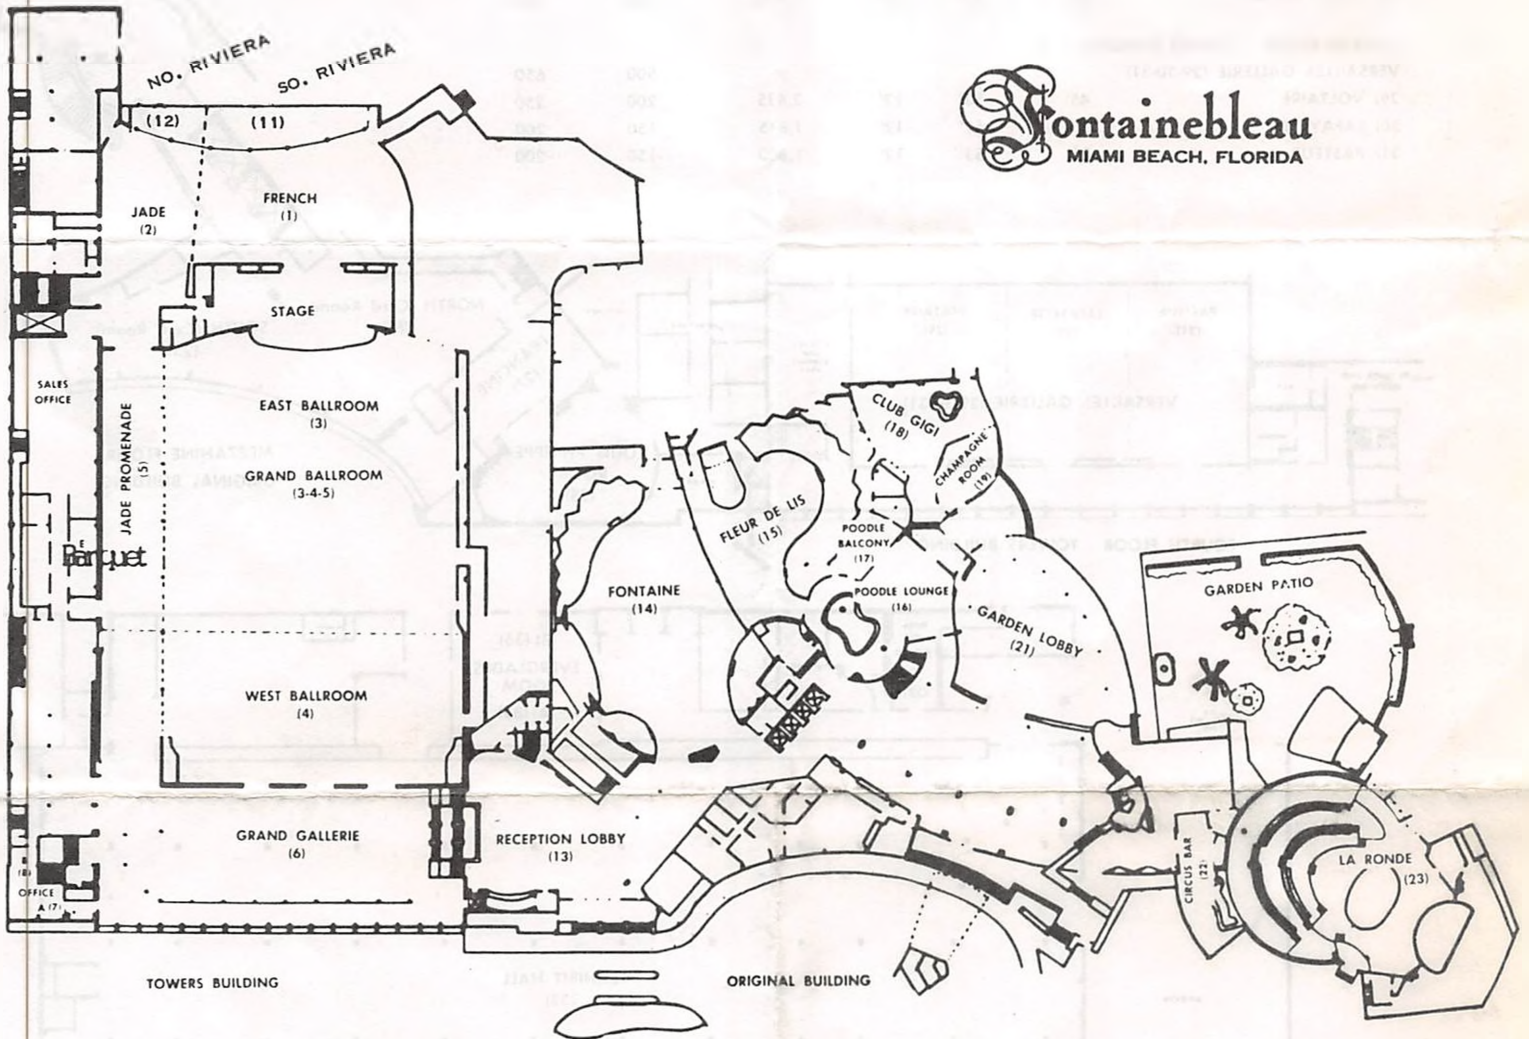 NO. RIVIERA
SO. RIVIERA
(12)
(11)
Fontainebleau
MIAMI BEACH, FLORIDA
FRENCH
(1)
JADE
(2)
STAGE
SALES
OFFICE
EAST BALLROOM
(3)
JADE PROMENADE
(5)
GRAND BALLROOM
(3-4-5)
Banquet
WEST BALLROOM
(4)
GRAND GALLERIE
(6)
(8)
OFFICE
A (7)
CLUB GIGI
(18)
CHAMPAGNE
ROOM
(19)
FLEUR DE LIS
(15)
POODLE
BALCONY
(17)
POODLE LOUNGE
(16)
FONTAINE
(14)
GARDEN LOBBY
(21)
GARDEN PATIO
RECEPTION LOBBY
(13)
CIRCUS BAR
(22)
LA RONDE
(23)
TOWERS BUILDING
ORIGINAL BUILDING